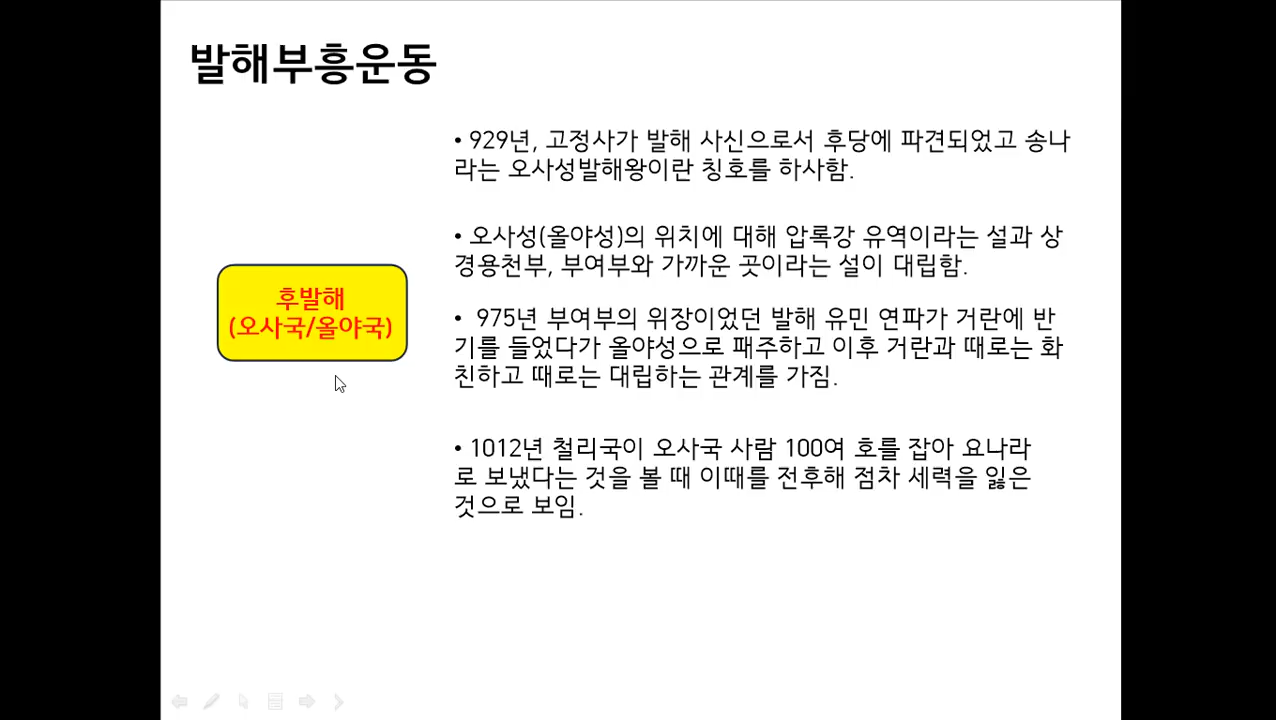 발해부흥운동
• 929년, 고정사가 발해 사신으로서 후당에 파견되었고 송나
라는 오사성발해왕이란 칭호를 하사함.
• 오사성(올야성)의 위치에 대해 압록강 유역이라는 설과 상
경용천부, 부여부와 가까운 곳이라는 설이 대립함.
후발해
(오사국/올야국)
• 975년 부여부의 위장이었던 발해 유민 연파가 거란에 반
기를 들었다가 올야성으로 패주하고 이후 거란과 때로는 화
친하고 때로는 대립하는 관계를 가짐.
• 1012년 철리국이 오사국 사람 100여 호를 잡아 요나라
로 보냈다는 것을 볼 때 이때를 전후해 점차 세력을 잃은
것으로 보임.